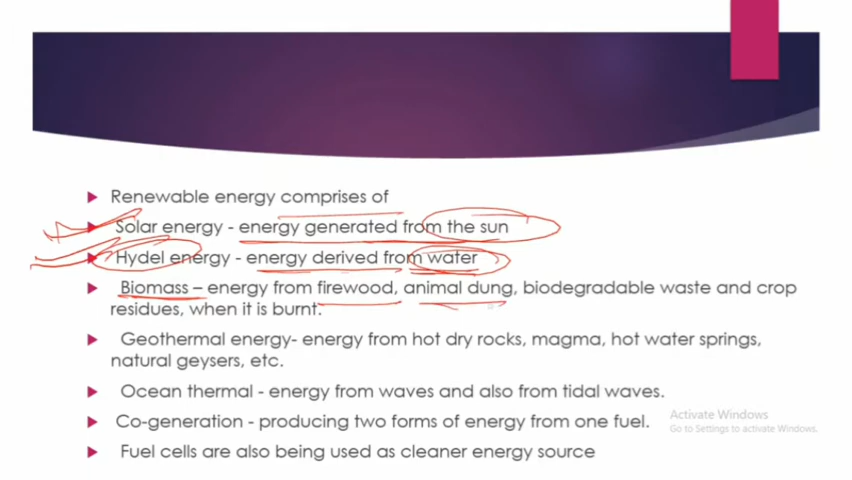 Renewable energy comprises of
Solar energy - energy generated from the sun
Hydel energy - energy derived from water
Biomass – energy from firewood, animal dung, biodegradable waste and crop
residues, when it is burnt.
Geothermal energy- energy from hot dry rocks, magma, hot water springs,
natural geysers, etc.
Ocean thermal - energy from waves and also from tidal waves.
Co-generation - producing two forms of energy from one fuel.
Fuel cells are also being used as cleaner energy source
Activate Windows
Go to Settings to activate Windows.